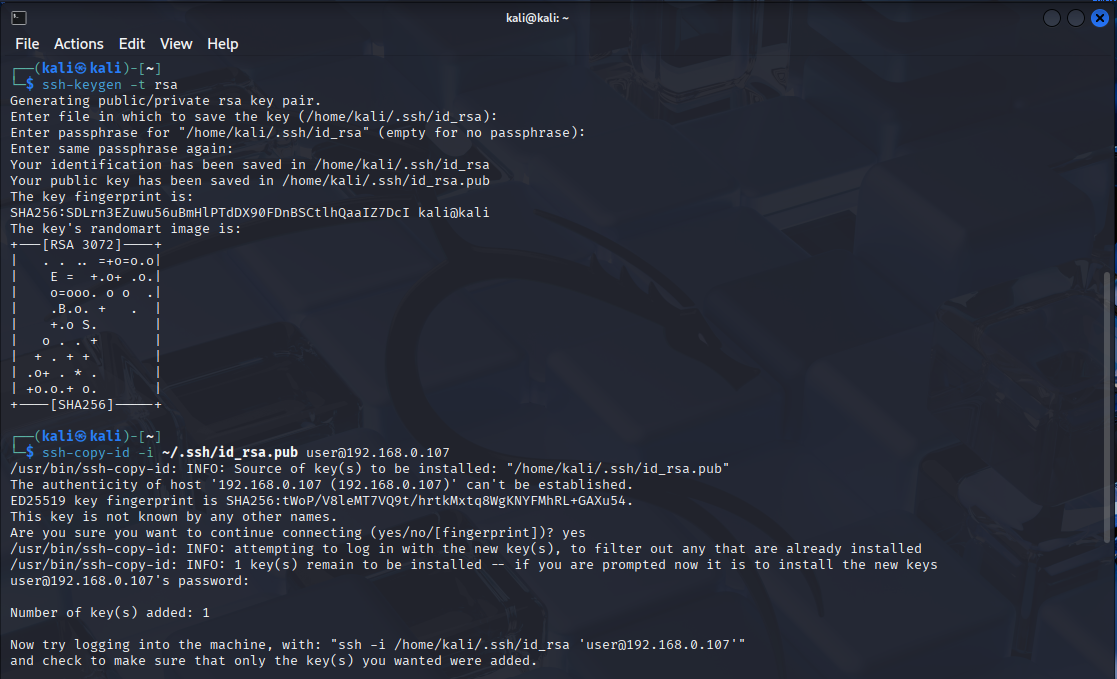 kali@kali: ~
File Actions Edit View Help
┌──(kali㉿kali)-[~]
└─$ ssh-keygen -t rsa
Generating public/private rsa key pair.
Enter file in which to save the key (/home/kali/.ssh/id_rsa):
Enter passphrase for "/home/kali/.ssh/id_rsa" (empty for no passphrase):
Enter same passphrase again:
Your identification has been saved in /home/kali/.ssh/id_rsa
Your public key has been saved in /home/kali/.ssh/id_rsa.pub
The key fingerprint is:
SHA256:SDLrn3EZuwu56uBmHlPTdDX90FDnBSCtlhQaaIZ7DcI kali@kali
The key's randomart image is:
+---[RSA 3072]----+
|   . . .. =+o=o.o|
|    E =  +.o+ .o.|
|    o=ooo. o o  .|
|    .B.o. +   .  |
|    +.o S.       |
|   o . . +       |
|  + . + +        |
| .o+ . * .       |
| +o.o.+ o.       |
+----[SHA256]-----+
┌──(kali㉿kali)-[~]
└─$ ssh-copy-id -i ~/.ssh/id_rsa.pub user@192.168.0.107
/usr/bin/ssh-copy-id: INFO: Source of key(s) to be installed: "/home/kali/.ssh/id_rsa.pub"
The authenticity of host '192.168.0.107 (192.168.0.107)' can't be established.
ED25519 key fingerprint is SHA256:tWoP/V8leMT7VQ9t/hrtkMxtq8WgKNYFMhRL+GAXu54.
This key is not known by any other names.
Are you sure you want to continue connecting (yes/no/[fingerprint])? yes
/usr/bin/ssh-copy-id: INFO: attempting to log in with the new key(s), to filter out any that are already installed
/usr/bin/ssh-copy-id: INFO: 1 key(s) remain to be installed -- if you are prompted now it is to install the new keys
user@192.168.0.107's password:
Number of key(s) added: 1
Now try logging into the machine, with: "ssh -i /home/kali/.ssh/id_rsa 'user@192.168.0.107'"
and check to make sure that only the key(s) you wanted were added.